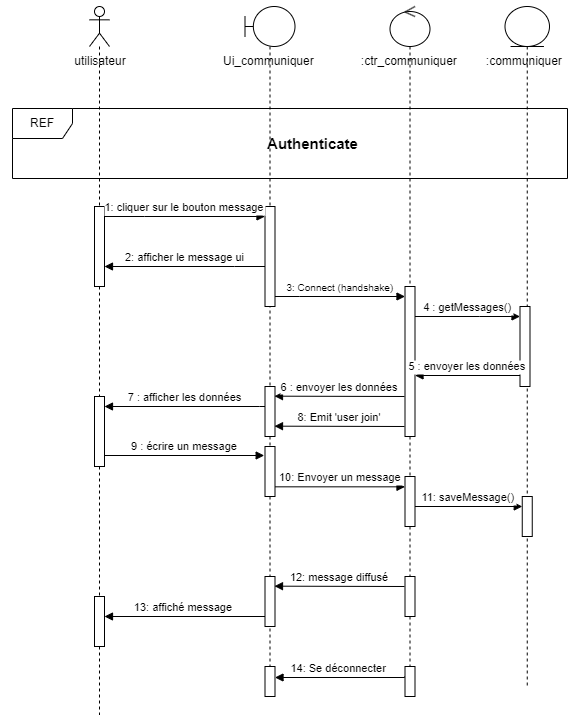 utilisateur
Ui_communiquer
:ctr_communiquer
:communiquer
REF
Authenticate
1: cliquer sur le bouton message
2: afficher le message ui
3: Connect (handshake)
4 : getMessages()
5 : envoyer les données
6 : envoyer les données
7 : afficher les données
8: Emit 'user join'
9 : écrire un message
10: Envoyer un message
11: saveMessage()
12: message diffusé
13: affiché message
14: Se déconnecter